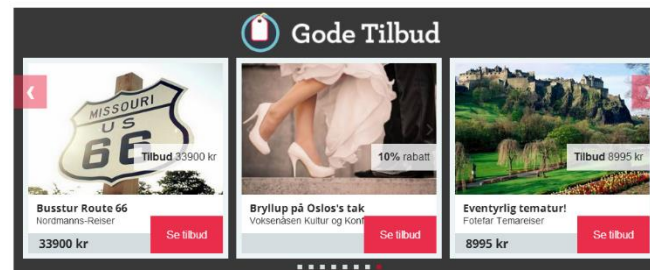 Gode Tilbud
MISSOURI
US
66
Tilbud 33900 kr
Busstur Route 66
Nordmanns-Reiser
33900 kr
Se tilbud
10% rabatt
Bryllup på Oslos's tak
Voksenåsen Kultur og Konf
Se tilbud
Tilbud 8995 kr
Eventyrlig tematur!
Fotefar Temareiser
8995 kr
Se tilbud